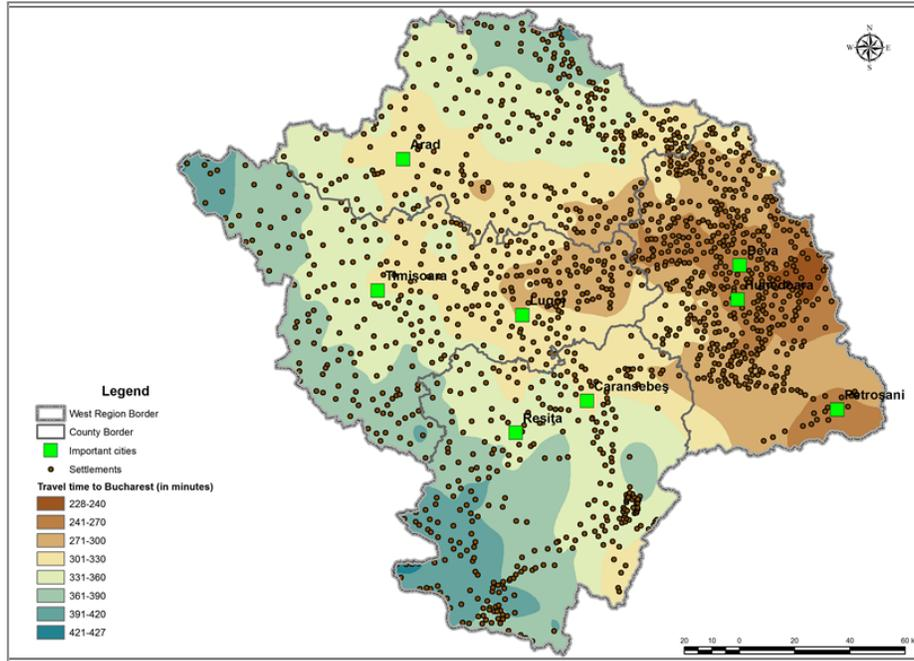 N
W E
S
Arad
Timişoara
Lugoj
Deva
Hunedoara
Caransebeş
Reşiţa
Petroşani
Legend
West Region Border
County Border
Important cities
Settlements
Travel time to Bucharest (in minutes)
228-240
241-270
271-300
301-330
331-360
361-390
391-420
421-427
20 10 0 20 40 60